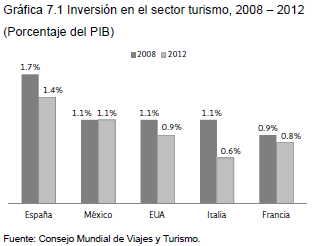 Gráfica 7.1 Inversión en el sector turismo, 2008 – 2012
(Porcentaje del PIB)
2008 2012
1.7%
1.4%
1.1% 1.1% 1.1% 0.9% 1.1% 0.6% 0.9% 0.8%
España México EUA Italia Francia
Fuente: Consejo Mundial de Viajes y Turismo.